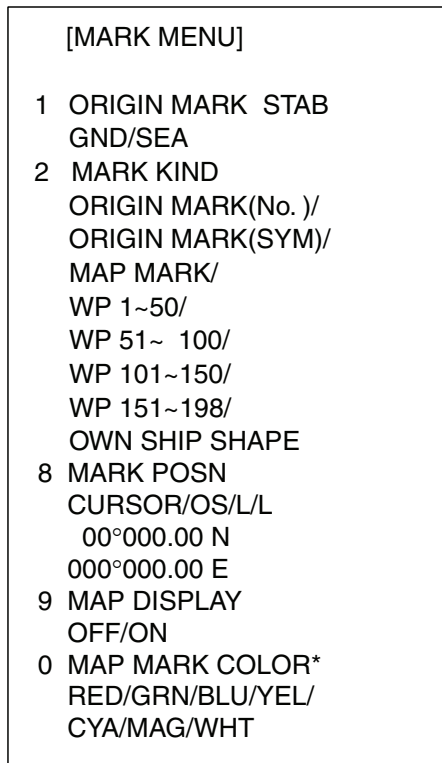 [MARK MENU]
1 ORIGIN MARK STAB
GND/SEA
2 MARK KIND
ORIGIN MARK(No. )/
ORIGIN MARK(SYM)/
MAP MARK/
WP 1~50/
WP 51~ 100/
WP 101~150/
WP 151~198/
OWN SHIP SHAPE
8 MARK POSN
CURSOR/OS/L/L
00°000.00 N
000°000.00 E
9 MAP DISPLAY
OFF/ON
0 MAP MARK COLOR*
RED/GRN/BLU/YEL/
CYA/MAG/WHT